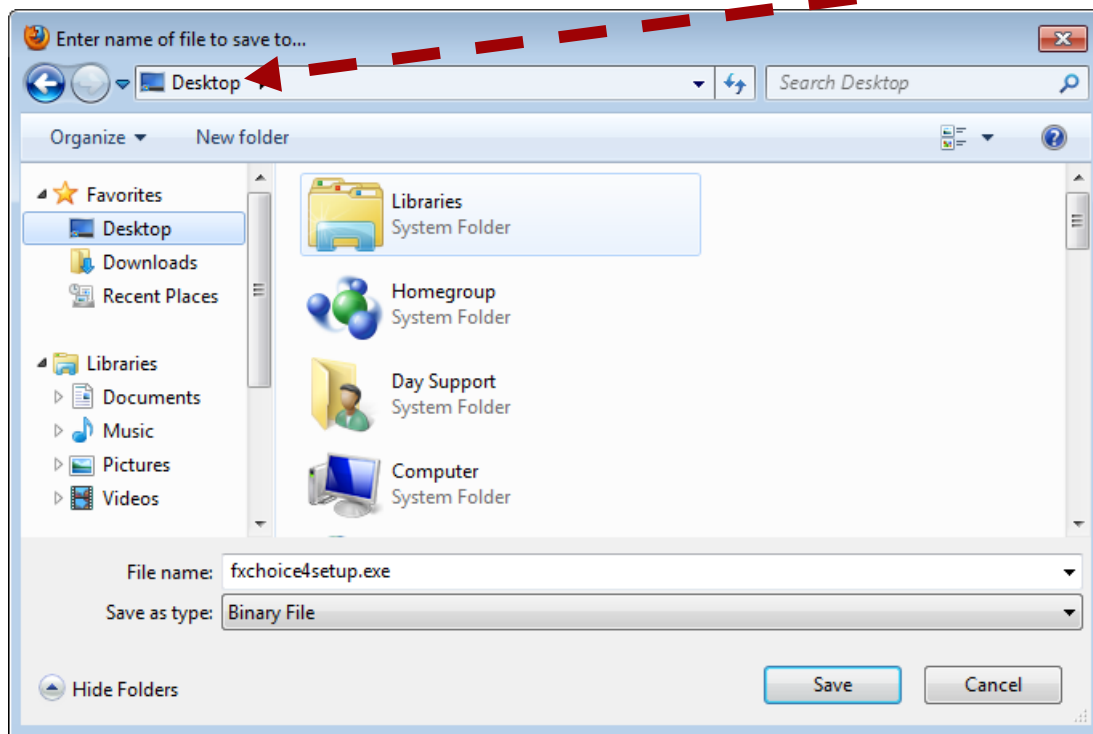 Enter name of file to save to...
Desktop
Search Desktop
Organize
New folder
Favorites
Desktop
Downloads
Recent Places
Libraries
Documents
Music
Pictures
Videos
Libraries
System Folder
Homegroup
System Folder
Day Support
System Folder
Computer
System Folder
File name: fxchoice4setup.exe
Save as type: Binary File
Hide Folders
Save
Cancel